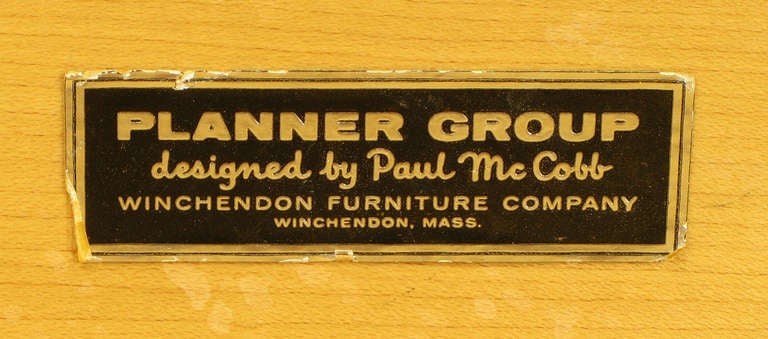 PLANNER GROUP
designed by Paul McCobb
WINCHENDON FURNITURE COMPANY
WINCHENDON, MASS.